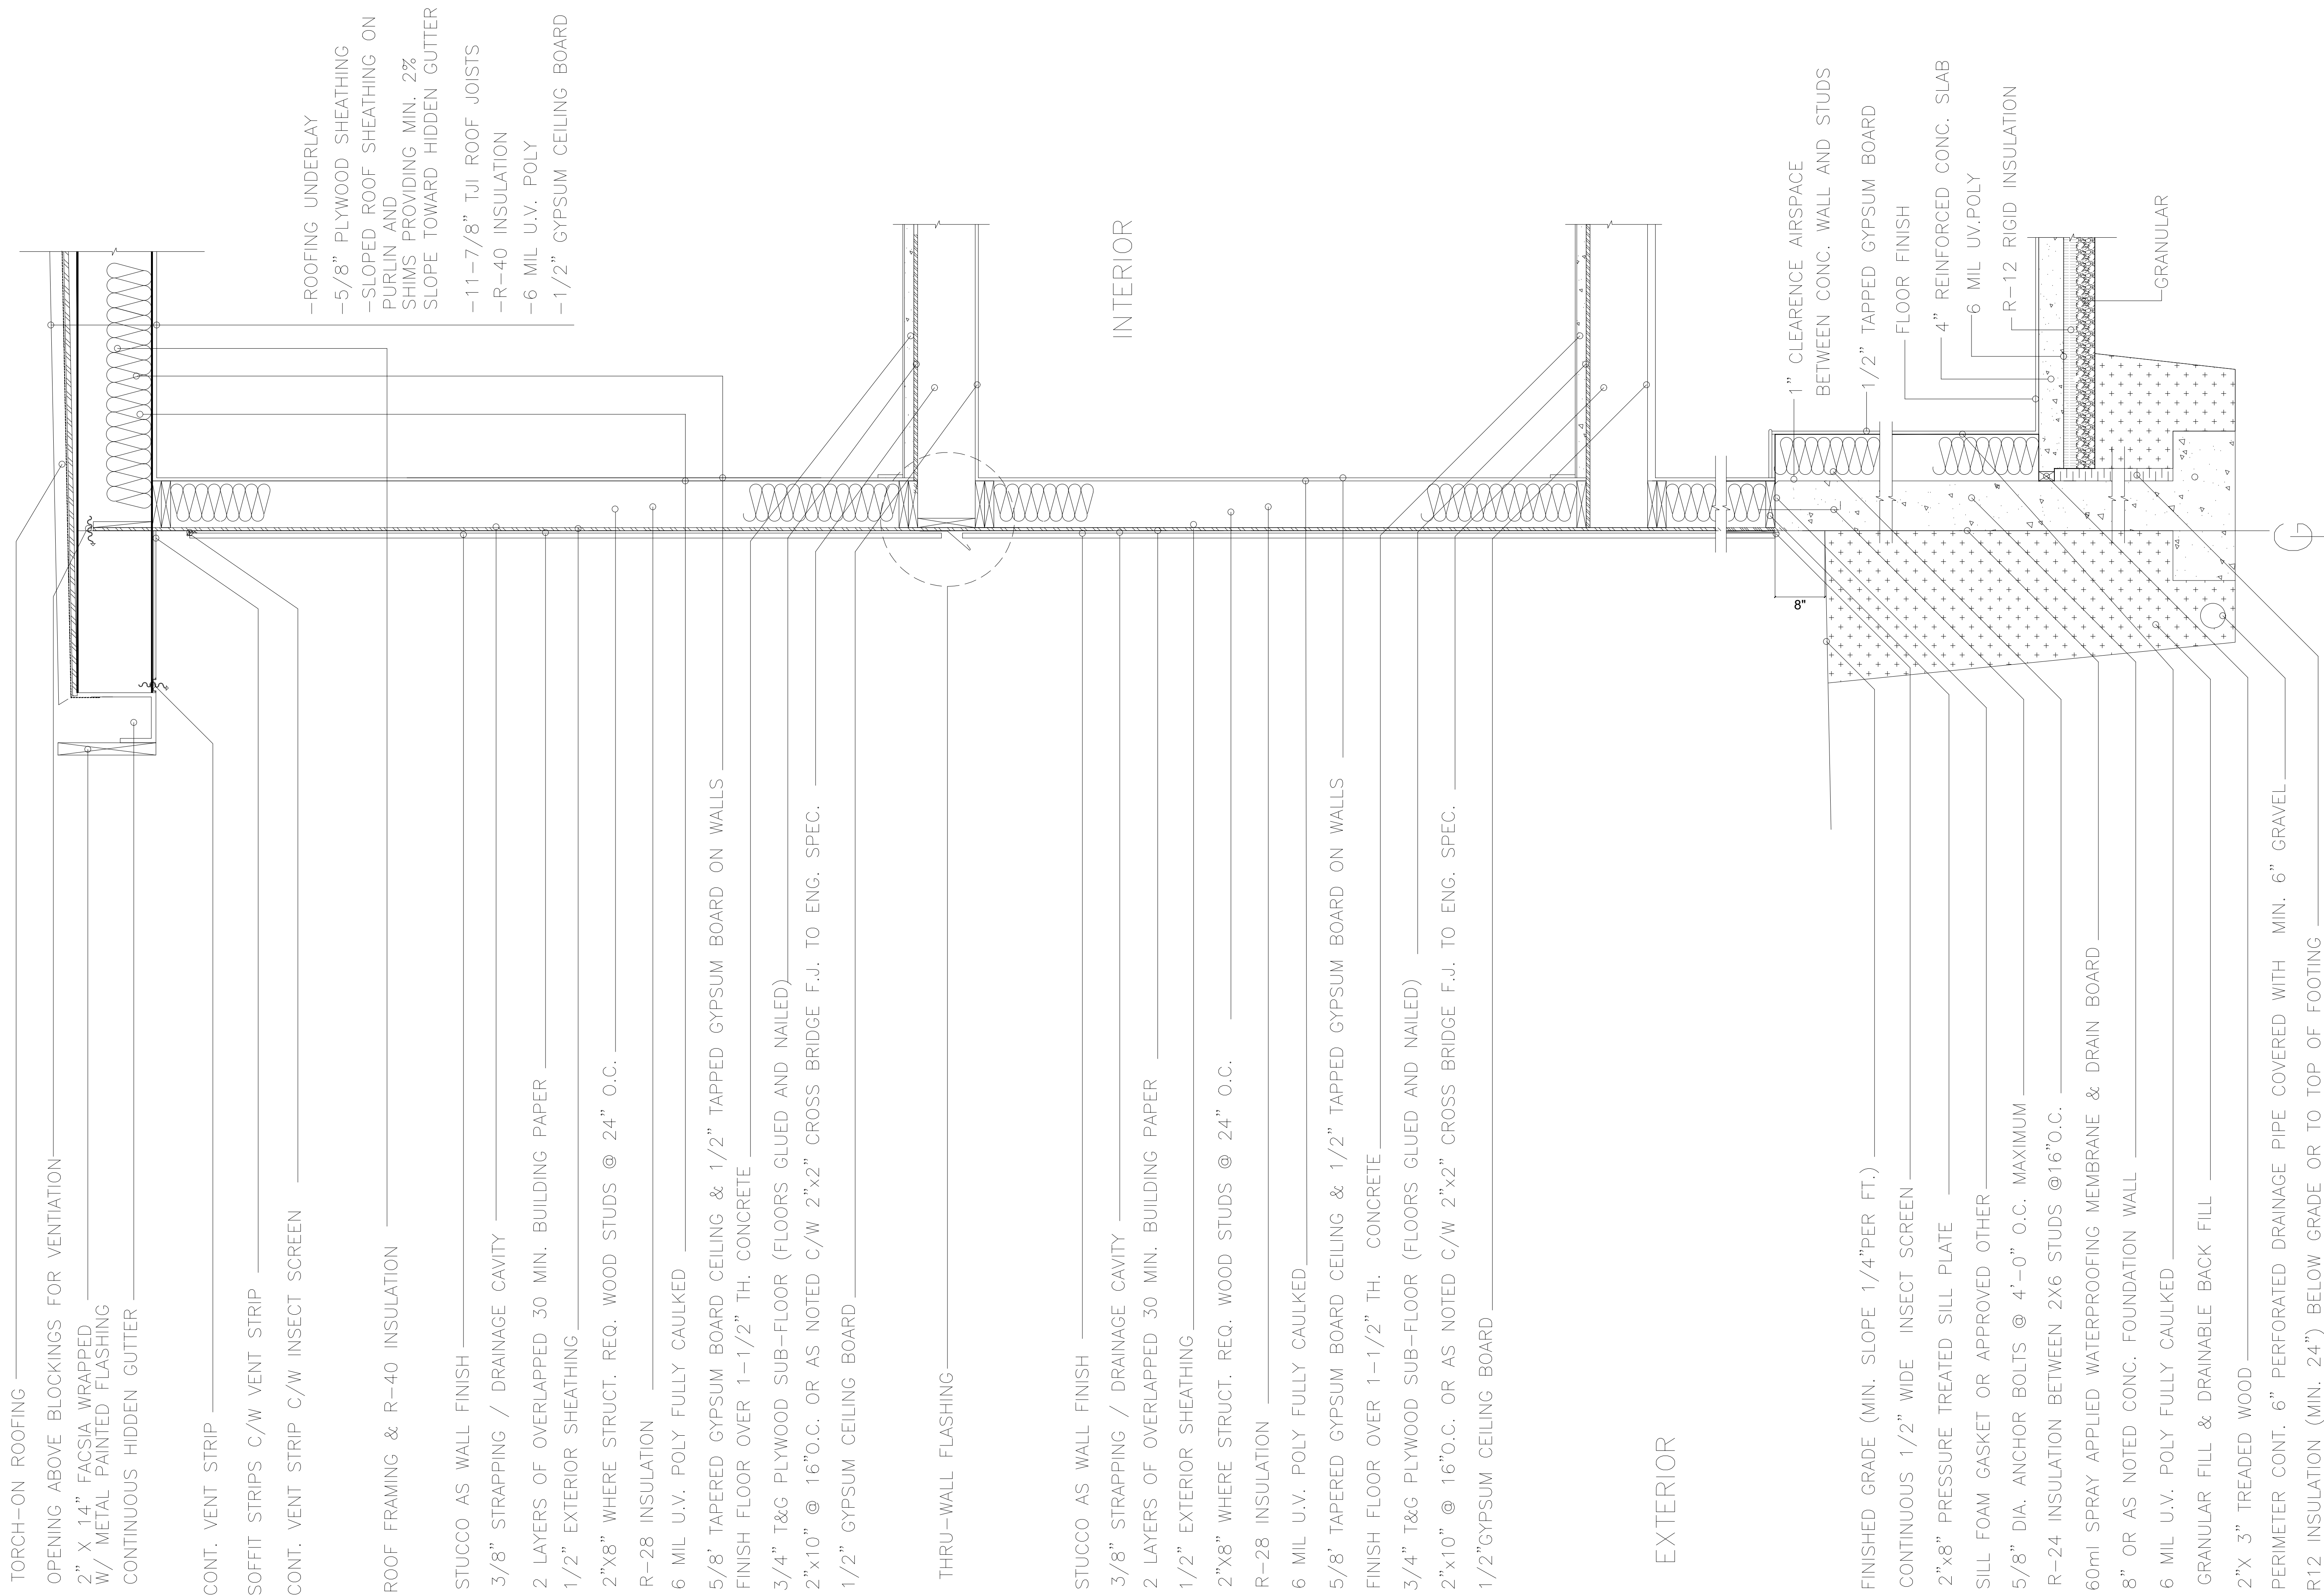 TORCH-ON ROOFING
OPENING ABOVE BLOCKINGS FOR VENTIATION
2" X 14" FACSIA WRAPPED
W/ METAL PAINTED FLASHING
CONTINUOUS HIDDEN GUTTER
CONT. VENT STRIP
SOFFIT STRIPS C/W VENT STRIP
CONT. VENT STRIP C/W INSECT SCREEN
ROOF FRAMING & R-40 INSULATION
STUCCO AS WALL FINISH
3/8" STRAPPING / DRAINAGE CAVITY
2 LAYERS OF OVERLAPPED 30 MIN. BUILDING PAPER
1/2" EXTERIOR SHEATHING
2"X8" WHERE STRUCT. REQ. WOOD STUDS @ 24" O.C.
R-28 INSULATION
6 MIL U.V. POLY FULLY CAULKED
5/8' TAPERED GYPSUM BOARD CEILING & 1/2" TAPPED GYPSUM BOARD ON WALLS
FINISH FLOOR OVER 1-1/2" TH. CONCRETE
3/4" T&G PLYWOOD SUB-FLOOR (FLOORS GLUED AND NAILED)
2"x10" @ 16"O.C. OR AS NOTED C/W 2"x2" CROSS BRIDGE F.J. TO ENG. SPEC.
1/2" GYPSUM CEILING BOARD
THRU-WALL FLASHING
STUCCO AS WALL FINISH
3/8" STRAPPING / DRAINAGE CAVITY
2 LAYERS OF OVERLAPPED 30 MIN. BUILDING PAPER
1/2" EXTERIOR SHEATHING
2"X8" WHERE STRUCT. REQ. WOOD STUDS @ 24" O.C.
R-28 INSULATION
6 MIL U.V. POLY FULLY CAULKED
5/8' TAPERED GYPSUM BOARD CEILING & 1/2" TAPPED GYPSUM BOARD ON WALLS
FINISH FLOOR OVER 1-1/2" TH. CONCRETE
3/4" T&G PLYWOOD SUB-FLOOR (FLOORS GLUED AND NAILED)
2"x10" @ 16"O.C. OR AS NOTED C/W 2"x2" CROSS BRIDGE F.J. TO ENG. SPEC.
1/2"GYPSUM CEILING BOARD
EXTERIOR
FINISHED GRADE (MIN. SLOPE 1/4"PER FT.)
CONTINUOUS 1/2" WIDE INSECT SCREEN
2"x8" PRESSURE TREATED SILL PLATE
SILL FOAM GASKET OR APPROVED OTHER
5/8" DIA. ANCHOR BOLTS @ 4'-0" O.C. MAXIMUM
R-24 INSULATION BETWEEN 2X6 STUDS @16"O.C.
60ml SPRAY APPLIED WATERPROOFING MEMBRANE & DRAIN BOARD
8" OR AS NOTED CONC. FOUNDATION WALL
6 MIL U.V. POLY FULLY CAULKED
GRANULAR FILL & DRAINABLE BACK FILL
2"X 3" TREADED WOOD
PERIMETER CONT. 6" PERFORATED DRAINAGE PIPE COVERED WITH MIN. 6" GRAVEL
R12 INSULATION (MIN. 24") BELOW GRADE OR TO TOP OF FOOTING
-ROOFING UNDERLAY
-5/8" PLYWOOD SHEATHING
-SLOPED ROOF SHEATHING ON
PURLIN AND
SHIMS PROVIDING MIN. 2%
SLOPE TOWARD HIDDEN GUTTER
-11-7/8" TJI ROOF JOISTS
-R-40 INSULATION
-6 MIL U.V. POLY
-1/2" GYPSUM CEILING BOARD
INTERIOR
1" CLEARENCE AIRSPACE
BETWEEN CONC. WALL AND STUDS
1/2" TAPPED GYPSUM BOARD
FLOOR FINISH
4" REINFORCED CONC. SLAB
6 MIL UV.POLY
R-12 RIGID INSULATION
GRANULAR
8"
G